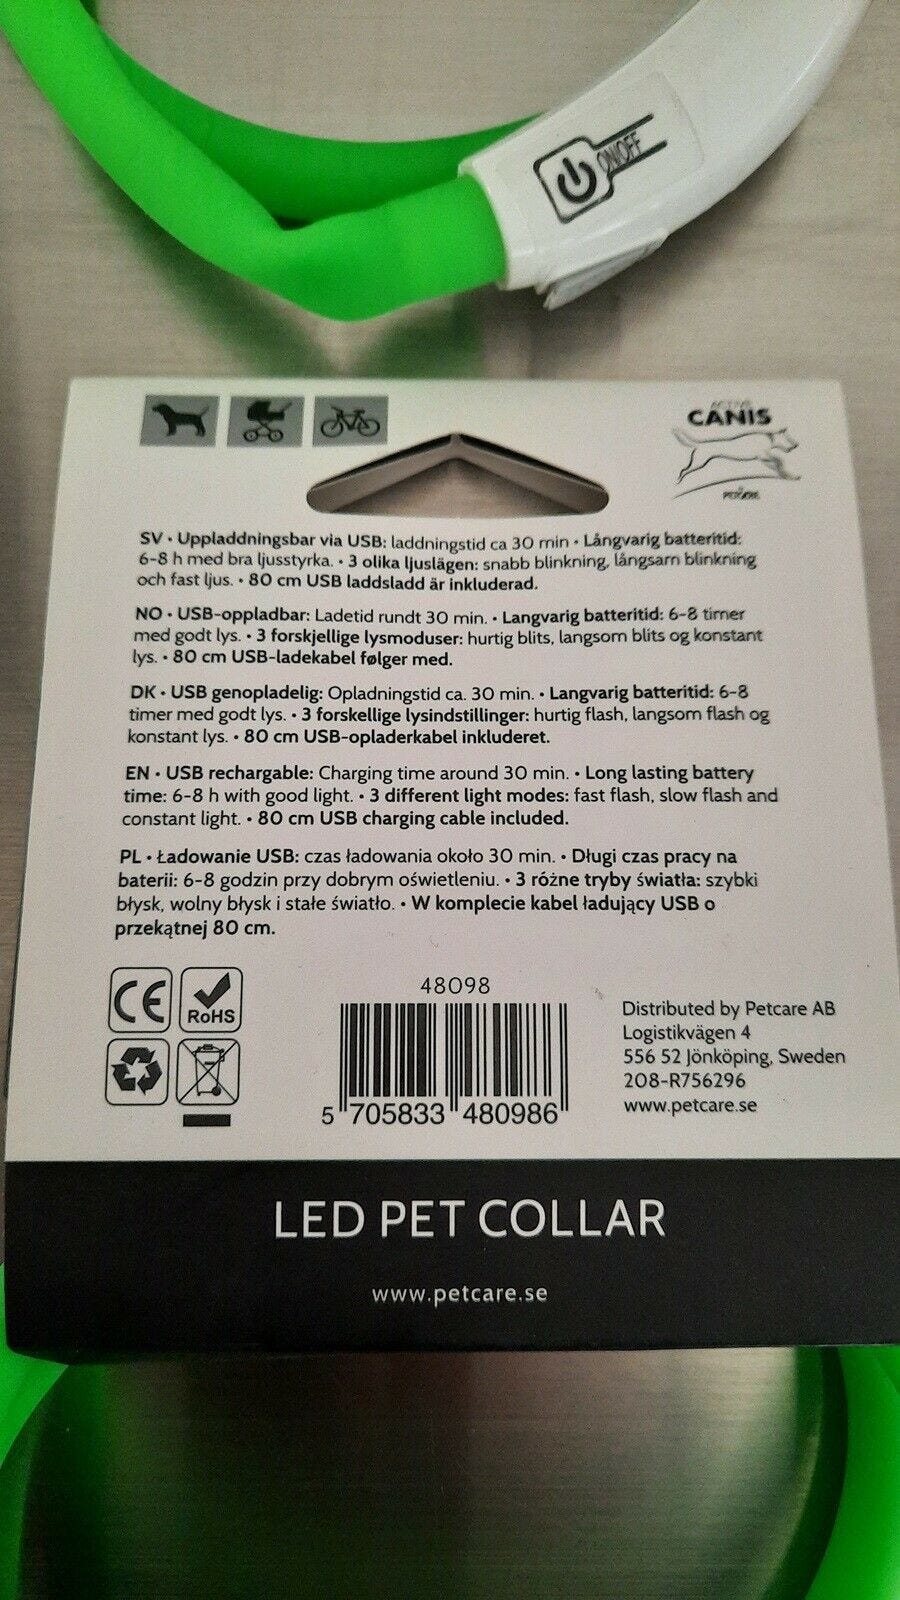 ON/OFF
ACTIVE
CANIS
PETCARE
SV • Uppladdningsbar via USB: laddningstid ca 30 min • Långvarig batteritid:
6-8 h med bra ljusstyrka. • 3 olika ljuslägen: snabb blinkning, långsam blinkning
och fast ljus. • 80 cm USB laddsladd är inkluderad.
NO • USB-oppladbar: Ladetid rundt 30 min. • Langvarig batteritid: 6-8 timer
med godt lys. • 3 forskjellige lysmoduser: hurtig blits, langsom blits og konstant
lys. • 80 cm USB-ladekabel følger med.
DK • USB genopladelig: Opladningstid ca. 30 min. • Langvarig batteritid: 6-8
timer med godt lys. • 3 forskellige lysindstillinger: hurtig flash, langsom flash og
konstant lys. • 80 cm USB-opladerkabel inkluderet.
EN • USB rechargable: Charging time around 30 min. • Long lasting battery
time: 6-8 h with good light. • 3 different light modes: fast flash, slow flash and
constant light. • 80 cm USB charging cable included.
PL • Ładowanie USB: czas ładowania około 30 min. • Długi czas pracy na
baterii: 6-8 godzin przy dobrym oświetleniu. • 3 różne tryby światła: szybki
błysk, wolny błysk i stałe światło. • W komplecie kabel ładujący USB o
przekątnej 80 cm.
CE
RoHS
48098
5 705833 480986
Distributed by Petcare AB
Logistikvägen 4
556 52 Jönköping, Sweden
208-R756296
www.petcare.se
LED PET COLLAR
www.petcare.se